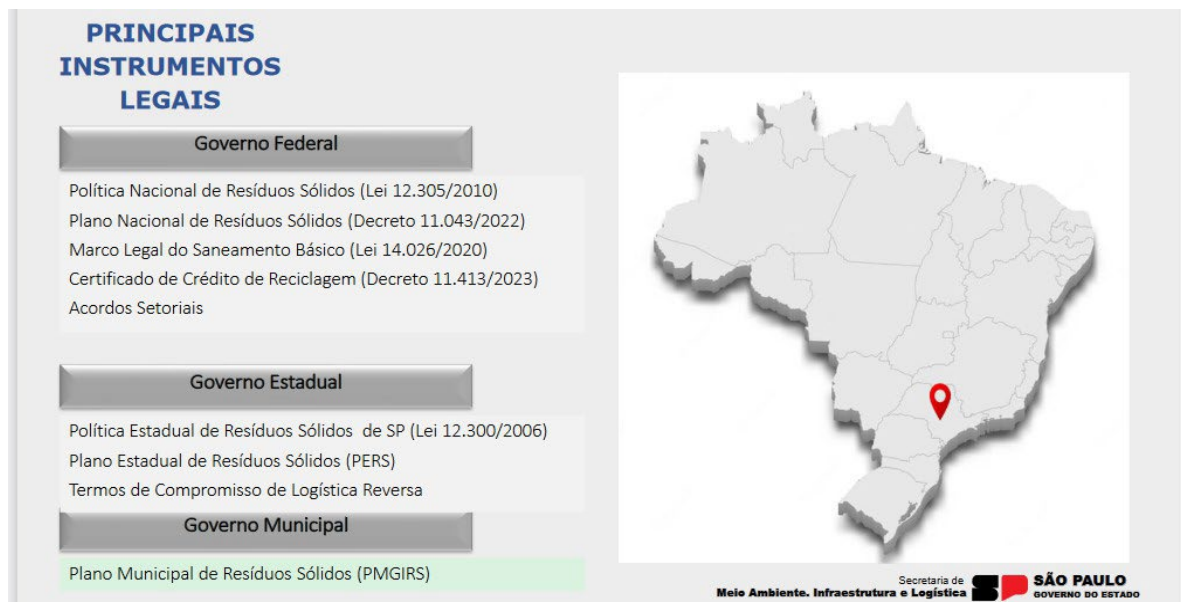 PRINCIPAIS
INSTRUMENTOS
LEGAIS
Governo Federal
Política Nacional de Resíduos Sólidos (Lei 12.305/2010)
Plano Nacional de Resíduos Sólidos (Decreto 11.043/2022)
Marco Legal do Saneamento Básico (Lei 14.026/2020)
Certificado de Crédito de Reciclagem (Decreto 11.413/2023)
Acordos Setoriais
Governo Estadual
Política Estadual de Resíduos Sólidos de SP (Lei 12.300/2006)
Plano Estadual de Resíduos Sólidos (PERS)
Termos de Compromisso de Logística Reversa
Governo Municipal
Plano Municipal de Resíduos Sólidos (PMGIRS)
Secretaria de
Meio Ambiente. Infraestrutura e Logística
SÃO PAULO
GOVERNO DO ESTADO